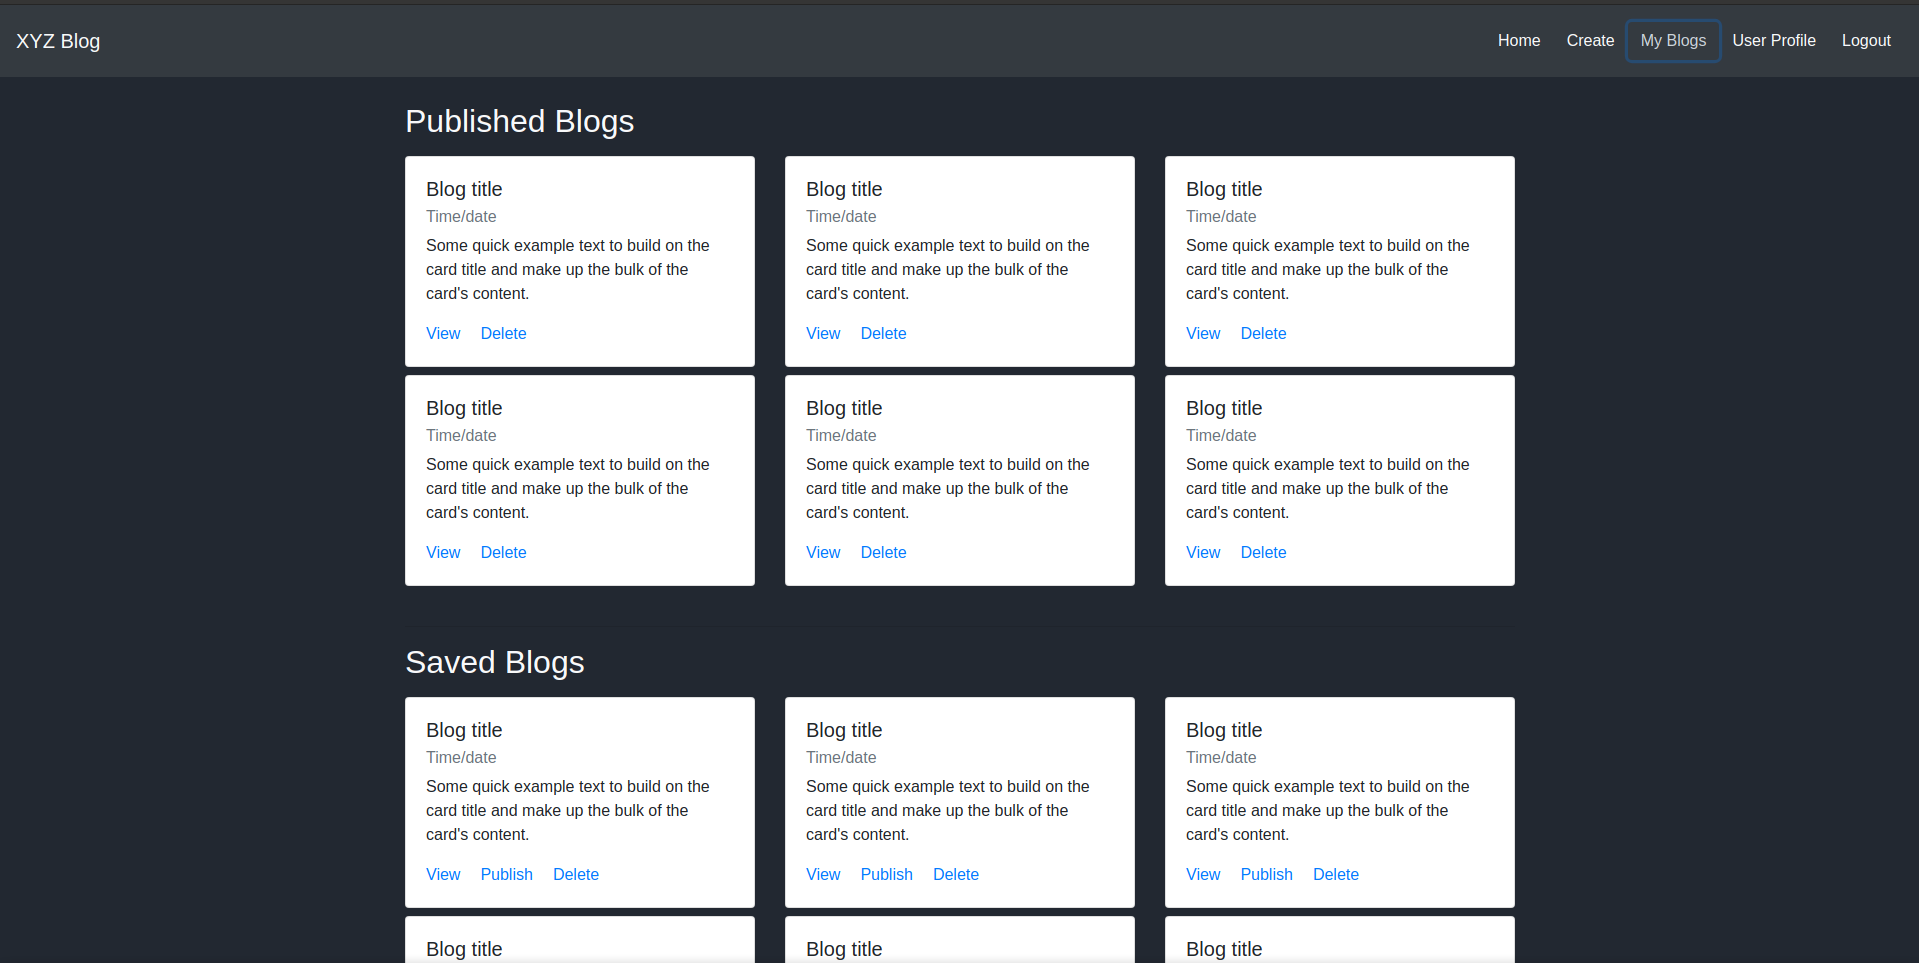 XYZ Blog
Home Create My Blogs User Profile Logout
Published Blogs
Blog title
Time/date
Some quick example text to build on the
card title and make up the bulk of the
card's content.
View Delete
Blog title
Time/date
Some quick example text to build on the
card title and make up the bulk of the
card's content.
View Delete
Blog title
Time/date
Some quick example text to build on the
card title and make up the bulk of the
card's content.
View Delete
Blog title
Time/date
Some quick example text to build on the
card title and make up the bulk of the
card's content.
View Delete
Blog title
Time/date
Some quick example text to build on the
card title and make up the bulk of the
card's content.
View Delete
Blog title
Time/date
Some quick example text to build on the
card title and make up the bulk of the
card's content.
View Delete
Saved Blogs
Blog title
Time/date
Some quick example text to build on the
card title and make up the bulk of the
card's content.
View Publish Delete
Blog title
Time/date
Some quick example text to build on the
card title and make up the bulk of the
card's content.
View Publish Delete
Blog title
Time/date
Some quick example text to build on the
card title and make up the bulk of the
card's content.
View Publish Delete
Blog title
Blog title
Blog title